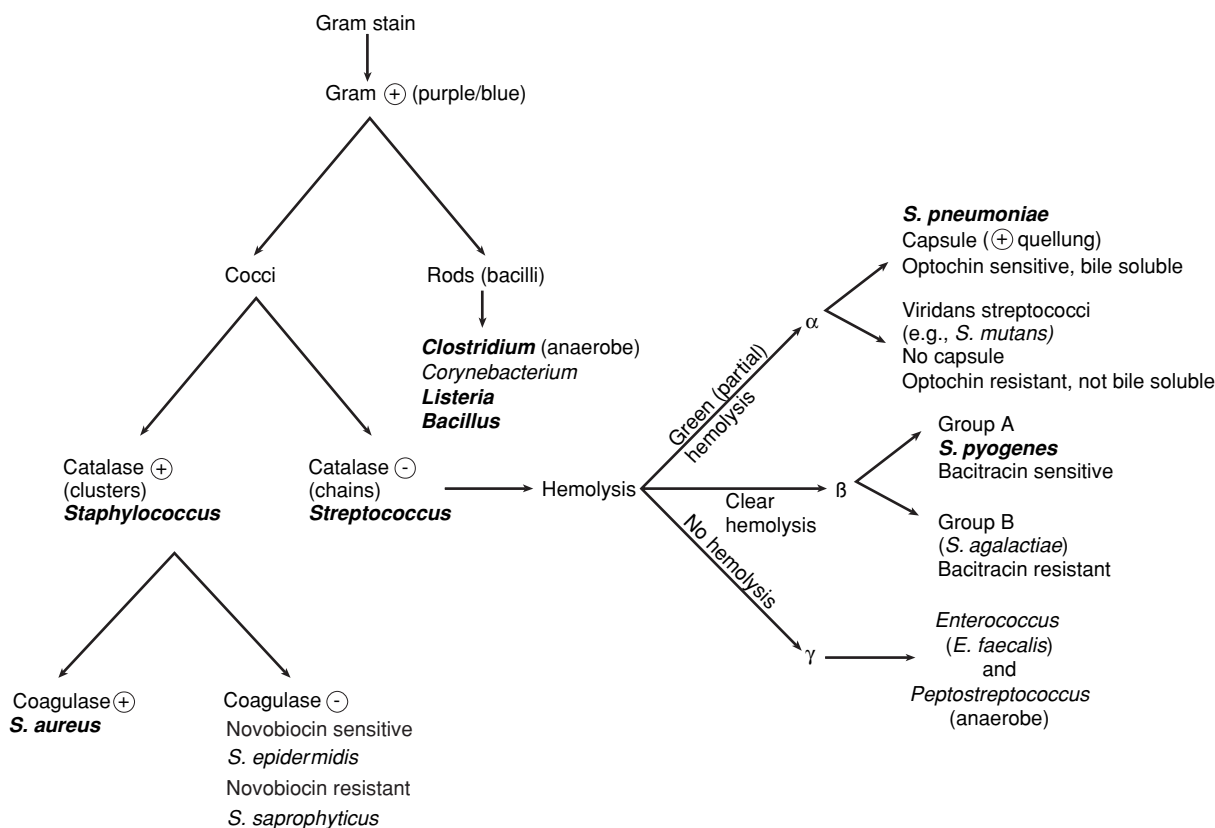 Gram stain
Gram ⊕ (purple/blue)
Cocci
Rods (bacilli)
Clostridium (anaerobe)
Corynebacterium
Listeria
Bacillus
Catalase ⊕
(clusters)
Staphylococcus
Catalase ⊖
(chains)
Streptococcus
Coagulase ⊕
S. aureus
Coagulase ⊖
Novobiocin sensitive
S. epidermidis
Novobiocin resistant
S. saprophyticus
Hemolysis
Green (partial)
hemolysis
α
S. pneumoniae
Capsule (⊕ quellung)
Optochin sensitive, bile soluble
Viridans streptococci
(e.g., S. mutans)
No capsule
Optochin resistant, not bile soluble
Clear
hemolysis
ß
Group A
S. pyogenes
Bacitracin sensitive
Group B
(S. agalactiae)
Bacitracin resistant
No hemolysis
γ
Enterococcus
(E. faecalis)
and
Peptostreptococcus
(anaerobe)